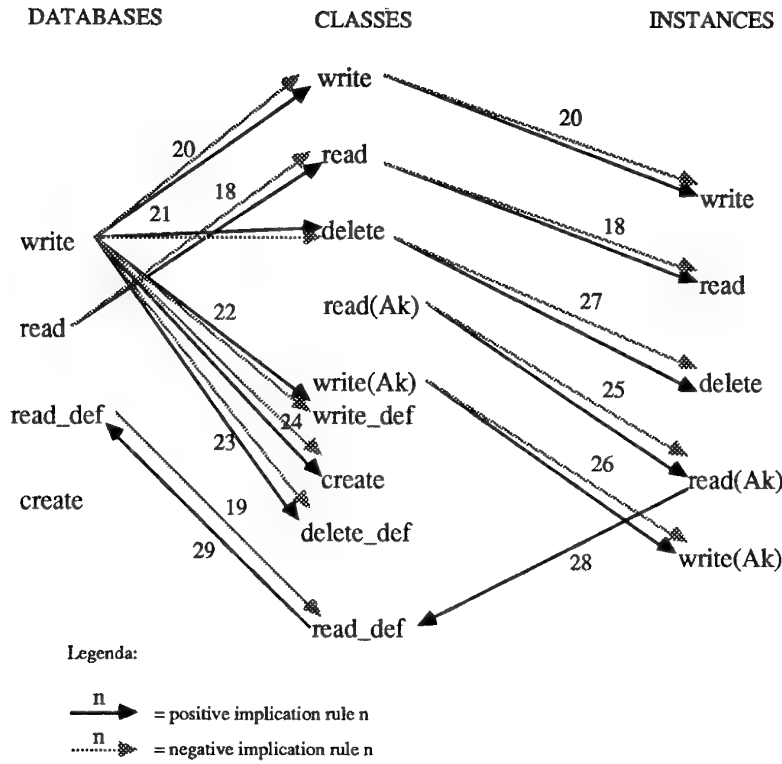 DATABASES CLASSES INSTANCES
write
20
20
read
18
write
21
delete
18
write
read
22
read(Ak)
27
read
write(Ak)
delete
read_def
write_def
25
24
23
26
create
create
read(Ak)
19
delete_def
29
28
write(Ak)
read_def
Legenda:
n
= positive implication rule n
n
= negative implication rule n